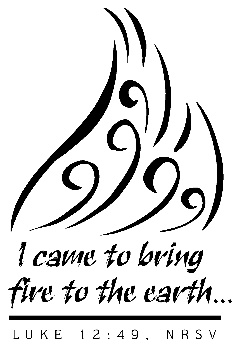 I came to bring
fire to the earth...
LUKE 12:49, NRSV